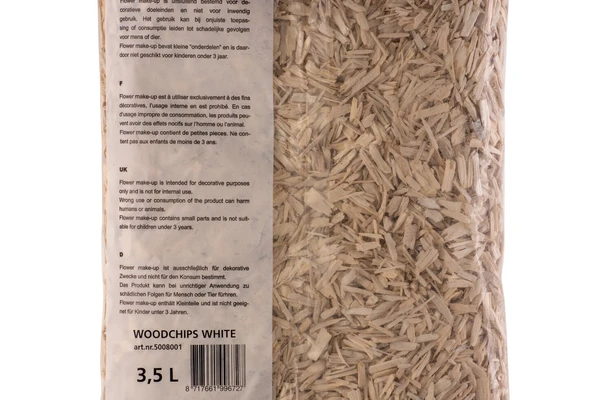 Flower make-up is uitsluitend bestemd voor de-
coratieve doeleinden en niet voor inwendig
gebruik. Het gebruik kan bij onjuiste toepas-
sing of consumptie leiden tot schadelijke gevolgen
voor mens of dier.
Flower make-up bevat kleine "onderdelen" en is daar-
door niet geschikt voor kinderen onder 3 jaar.
F
Flower make-up est à utiliser exclusivement à des fins
décoratives, l'usage interne en est prohibé. En cas
d'usage impropre de consommation, les produits peu-
vent avoir des effets nocifs sur l'homme ou l'animal.
Flower make-up contient de petites pieces. Ne con-
tient pas aux enfants de moins de 3 ans.
UK
Flower make-up is intended for decorative purposes
only and is not for internal use.
Wrong use or consumption of the product can harm
humans or animals.
Flower make-up contains small parts and is not suit-
able for children under 3 years.
D
Flower make-up ist ausschließlich für dekorative
Zwecke und nicht für den Konsum bestimmt.
Das Produkt kann bei unrichtiger Anwendung zu
schädlichen Folgen für Mensch oder Tier führen.
Flower make-up enthält Kleinteile und ist nicht geeig-
net für Kinder unter 3 Jahren.
WOODCHIPS WHITE
art.nr.5008001
3,5 L
8 717661 996727